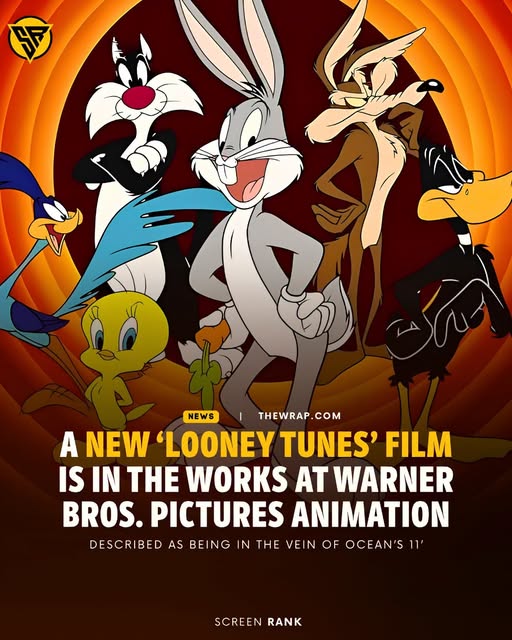 SR
NEWS | THEWRAP.COM
A NEW ‘LOONEY TUNES’ FILM
IS IN THE WORKS AT WARNER
BROS. PICTURES ANIMATION
DESCRIBED AS BEING IN THE VEIN OF OCEAN’S 11’
SCREEN RANK